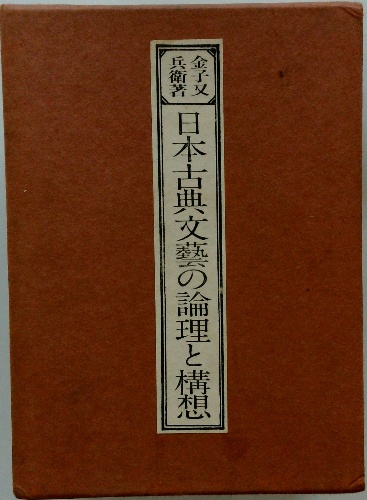 金子又
兵衛著
日本古典文藝の論理と構想